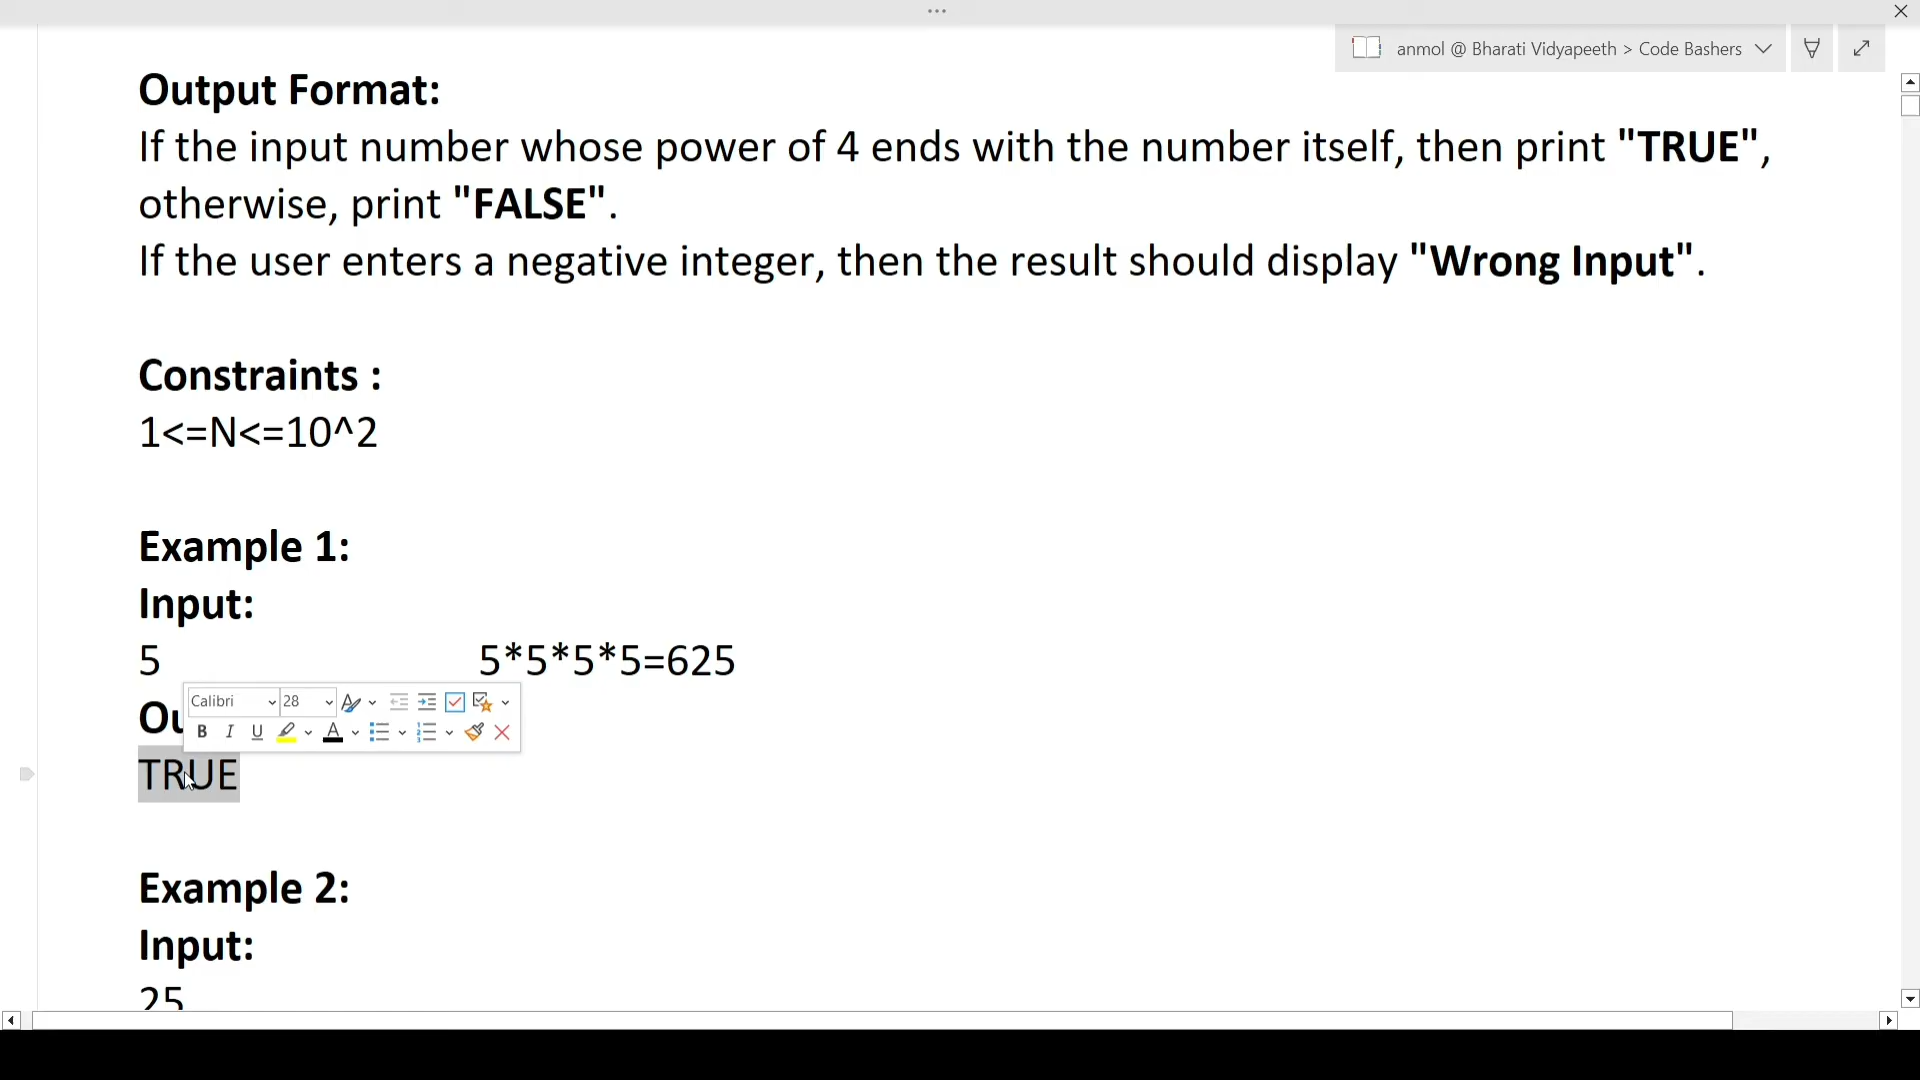 anmol @ Bharati Vidyapeeth > Code Bashers
Output Format:
If the input number whose power of 4 ends with the number itself, then print "TRUE",
otherwise, print "FALSE".
If the user enters a negative integer, then the result should display "Wrong Input".
Constraints :
1<=N<=10^2
Example 1:
Input:
5 5*5*5*5=625
Calibri 28
B I U A
TRUE
Example 2:
Input:
25